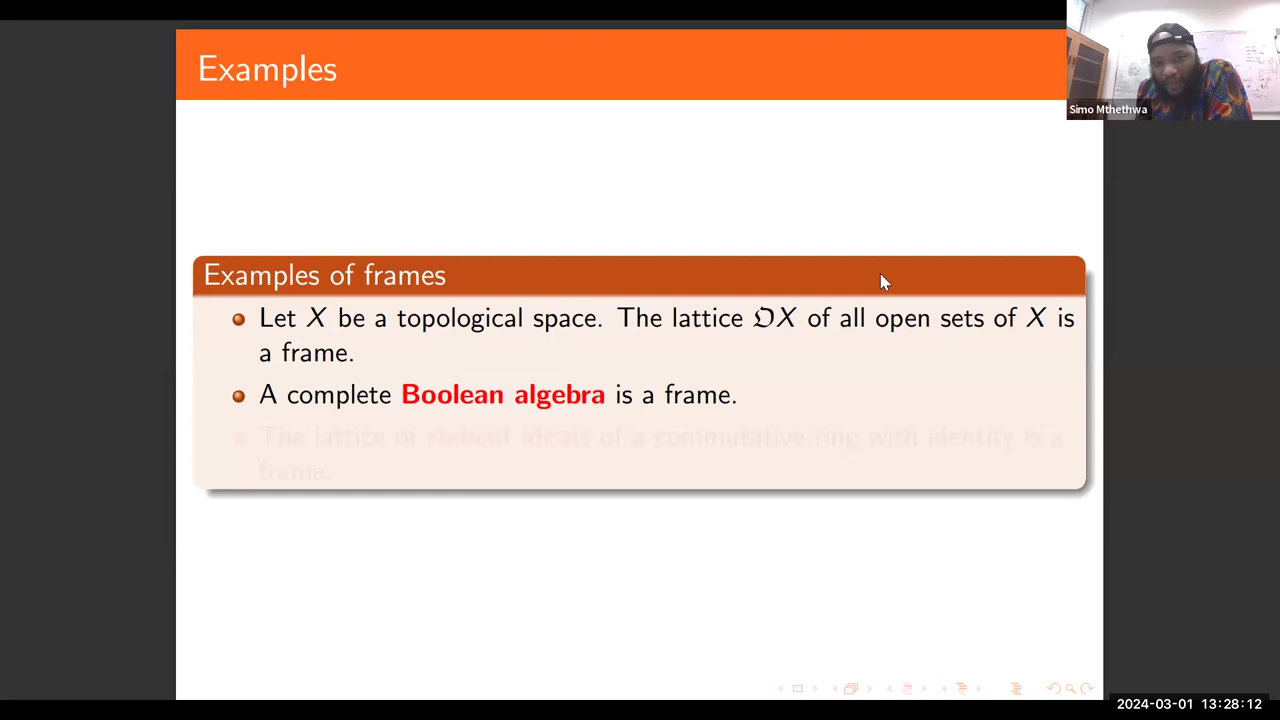 Examples
Simo Mthethwa
Examples of frames
Let X be a topological space. The lattice 𝔒X of all open sets of X is
a frame.
A complete Boolean algebra is a frame.
The lattice of radical ideals of a commutative ring with identity is a
frame.
2024-03-01 13:28:12